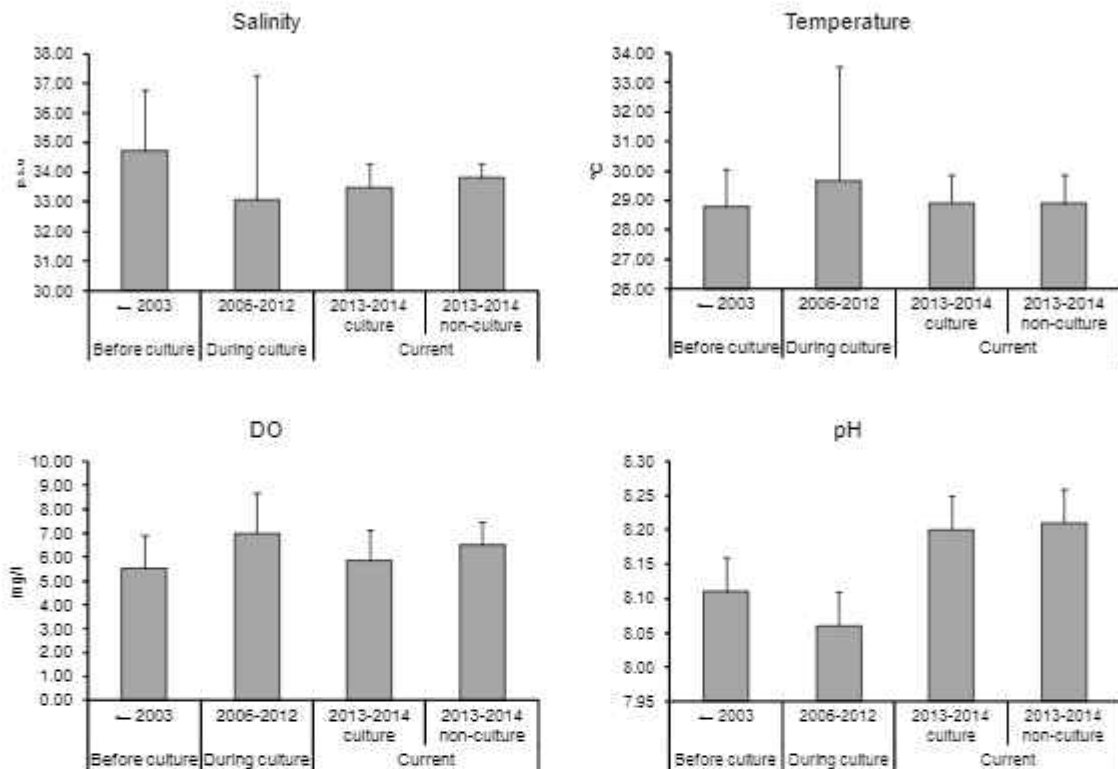 Salinity
38.00
37.00
36.00
35.00
34.00
33.00
32.00
31.00
30.00
p.s.u
← 2003
2006-2012
2013-2014
culture
2013-2014
non-culture
Before culture
During culture
Current
Temperature
34.00
33.00
32.00
31.00
30.00
29.00
28.00
27.00
26.00
°C
← 2003
2006-2012
2013-2014
culture
2013-2014
non-culture
Before culture
During culture
Current
DO
10.00
9.00
8.00
7.00
6.00
5.00
4.00
3.00
2.00
1.00
0.00
mg/l
← 2003
2006-2012
2013-2014
culture
2013-2014
non-culture
Before culture
During culture
Current
pH
8.30
8.25
8.20
8.15
8.10
8.05
8.00
7.95
← 2003
2006-2012
2013-2014
culture
2013-2014
non-culture
Before culture
During culture
Current